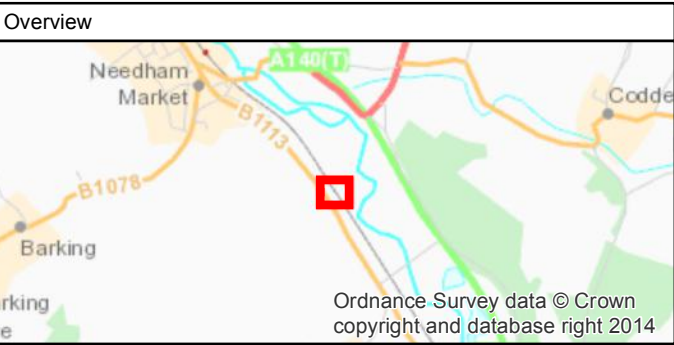 Overview
A140(T)
Needham
Market
Codde
B1113
B1078
Barking
rking
e
Ordnance Survey data © Crown
copyright and database right 2014